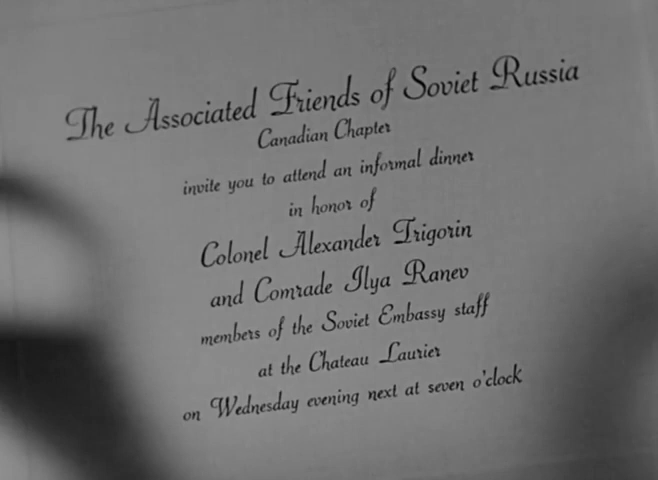 The Associated Friends of Soviet Russia
Canadian Chapter
invite you to attend an informal dinner
in honor of
Colonel Alexander Trigorin
and Comrade Ilya Ranev
members of the Soviet Embassy staff
at the Chateau Laurier
on Wednesday evening next at seven o'clock